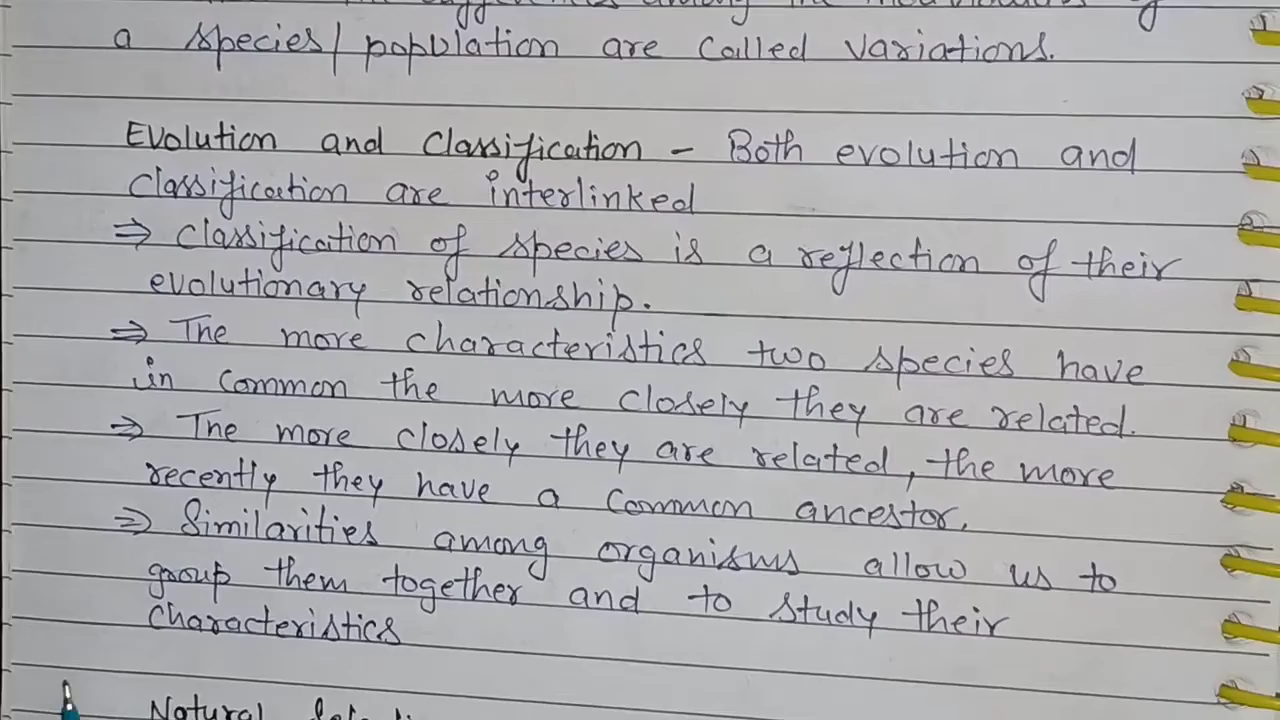 a species/population are called variations.
Evolution and Classification - Both evolution and
classification are interlinked
⇒ Classification of species is a reflection of their
evolutionary relationship.
⇒ The more characteristics two species have
in common the more closely they are related.
⇒ The more closely they are related, the more
recently they have a common ancestor.
⇒ Similarities among organisms allow us to
group them together and to study their
characteristics
Natural